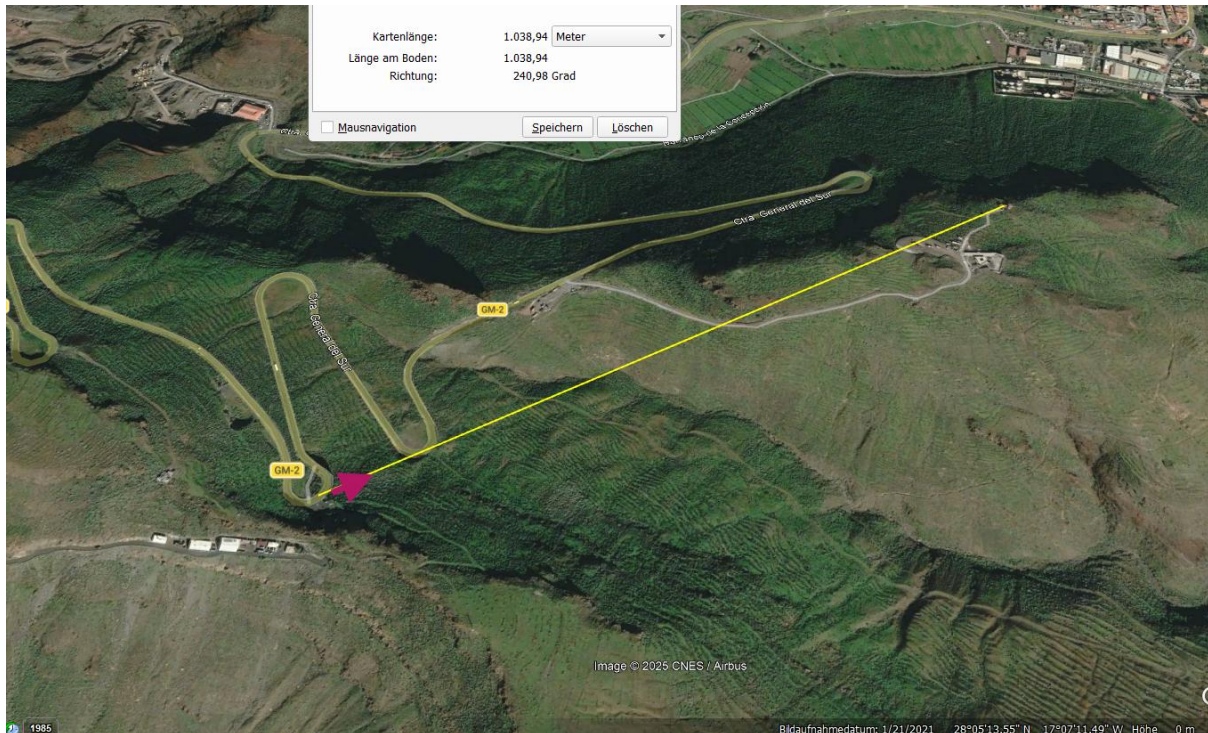 Kartenlänge: 1.038,94 Meter
Länge am Boden: 1.038,94
Richtung: 240,98 Grad
Mausnavigation Speichern Löschen
Ctra
Ctra General del Sur
GM-2
Ctra General del Sur
GM-2
Image © 2025 CNES / Airbus
1985
Bildaufnahmedatum: 1/21/2021 28°05'13.55" N 17°07'11.49" W Höhe 0 m